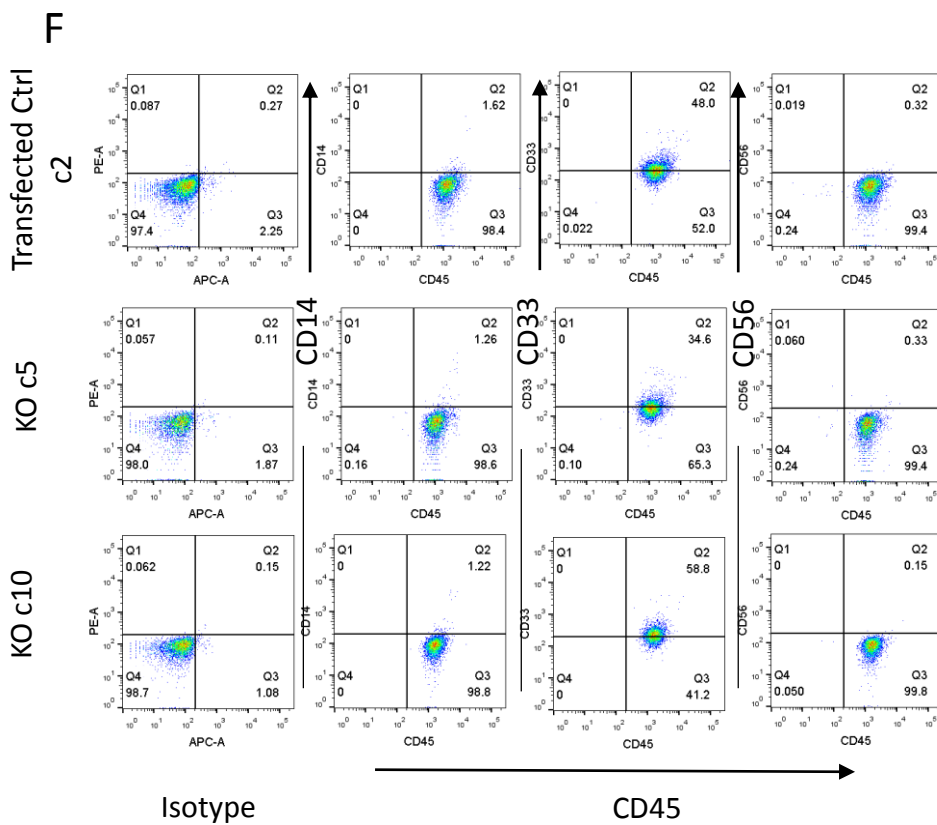 F
Transfected Ctrl
c2
Q1
0.087
Q2
0.27
Q4
97.4
Q3
2.25
PE-A
APC-A
Q1
0
Q2
1.62
Q4
0
Q3
98.4
CD14
CD45
Q1
0
Q2
48.0
Q4
0.022
Q3
52.0
CD33
CD45
Q1
0.019
Q2
0.32
Q4
0.24
Q3
99.4
CD56
CD45
CD14
CD33
CD56
KO c5
Q1
0.057
Q2
0.11
Q4
98.0
Q3
1.87
PE-A
APC-A
Q1
0
Q2
1.26
Q4
0.16
Q3
98.6
CD14
CD45
Q1
0
Q2
34.6
Q4
0.10
Q3
65.3
CD33
CD45
Q1
0.060
Q2
0.33
Q4
0.24
Q3
99.4
CD56
CD45
KO c10
Q1
0.062
Q2
0.15
Q4
98.7
Q3
1.08
PE-A
APC-A
Q1
0
Q2
1.22
Q4
0
Q3
98.8
CD14
CD45
Q1
0
Q2
58.8
Q4
0
Q3
41.2
CD33
CD45
Q1
0
Q2
0.15
Q4
0.050
Q3
99.8
CD56
CD45
Isotype
CD45